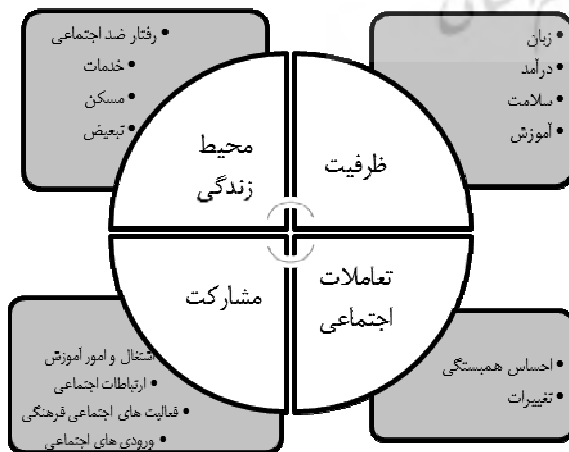 • زبان
• درآمد
• سلامت
• آموزش
• رفتار ضد اجتماعی
• خدمات
• مسکن
• تبعیض
ظرفیت
محیط
زندگی
تعاملات
اجتماعی
مشارکت
• احساس همبستگی
• تغییرات
اشتغال و امور آموزش
• ارتباطات اجتماعی
• فعالیت های اجتماعی فرهنگی
• ورودی های اجتماعی